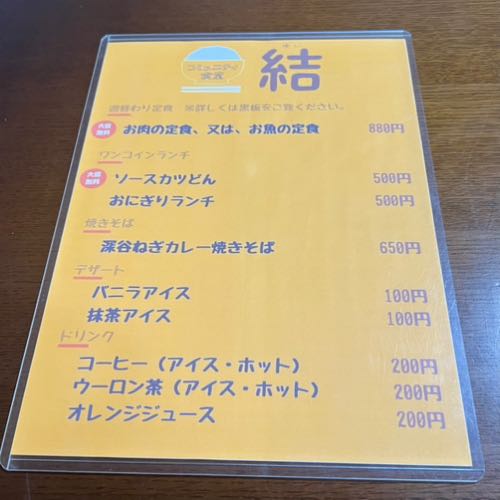 コミュニティ
食堂
結
週替わり定食　※詳しくは黒板をご覧ください。
大盛
無料
お肉の定食、又は、お魚の定食 880円
ワンコインランチ
大盛
無料
ソースカツどん 500円
おにぎりランチ 500円
焼きそば
深谷ねぎカレー焼きそば 650円
デザート
バニラアイス 100円
抹茶アイス 100円
ドリンク
コーヒー（アイス・ホット） 200円
ウーロン茶（アイス・ホット） 200円
オレンジジュース 200円